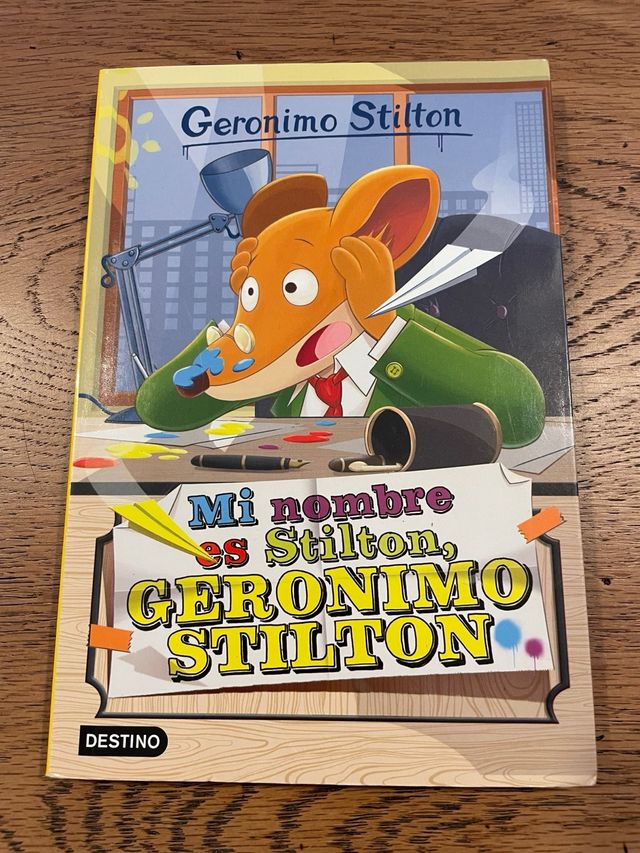 Geronimo Stilton
Mi nombre
es Stilton,
GERONIMO
STILTON
DESTINO